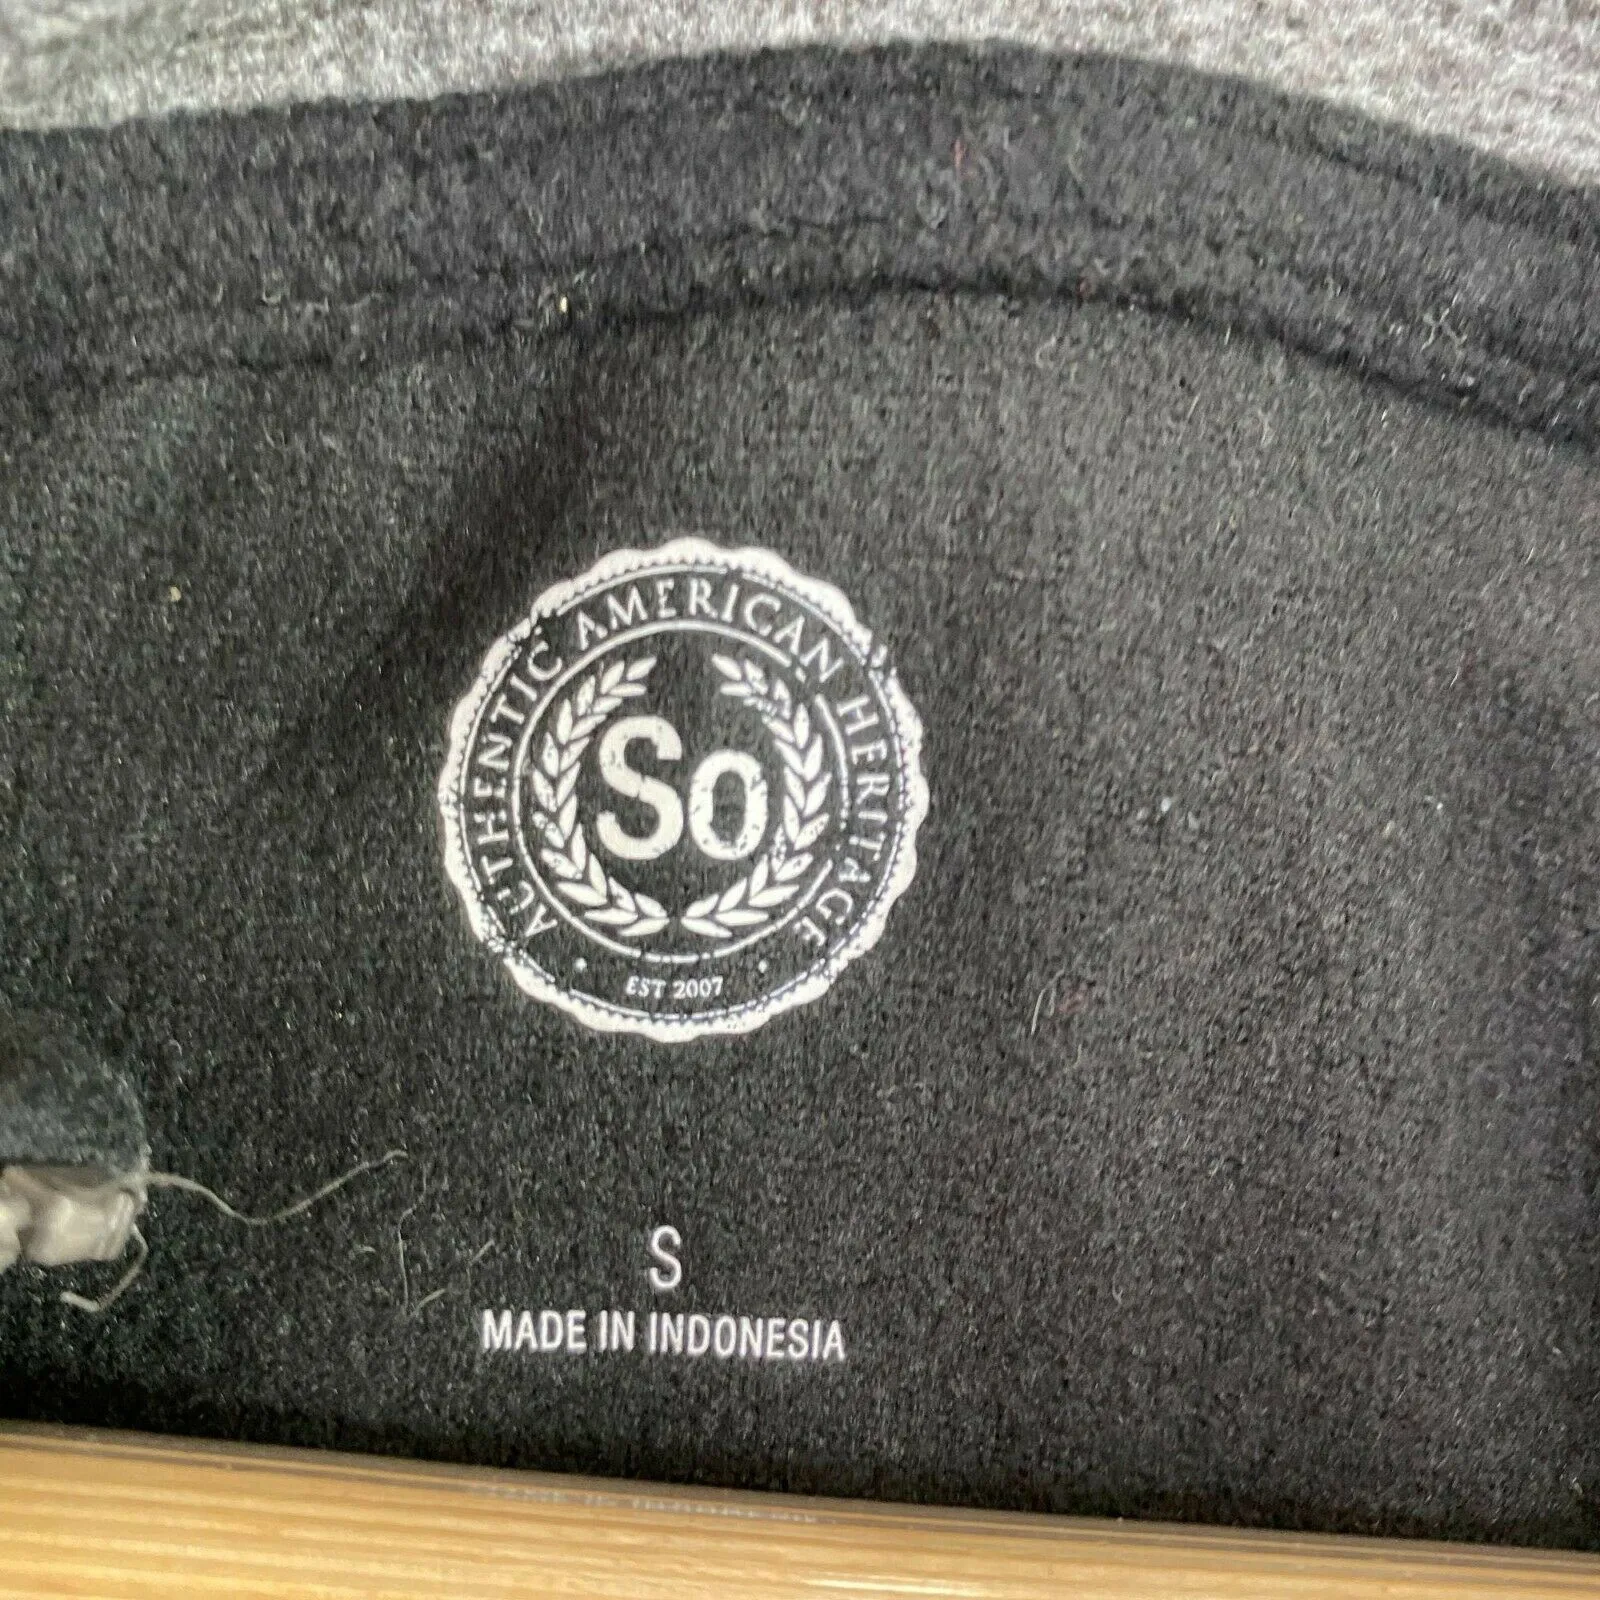 AUTHENTIC AMERICAN HERITAGE
So
EST 2007
S
MADE IN INDONESIA